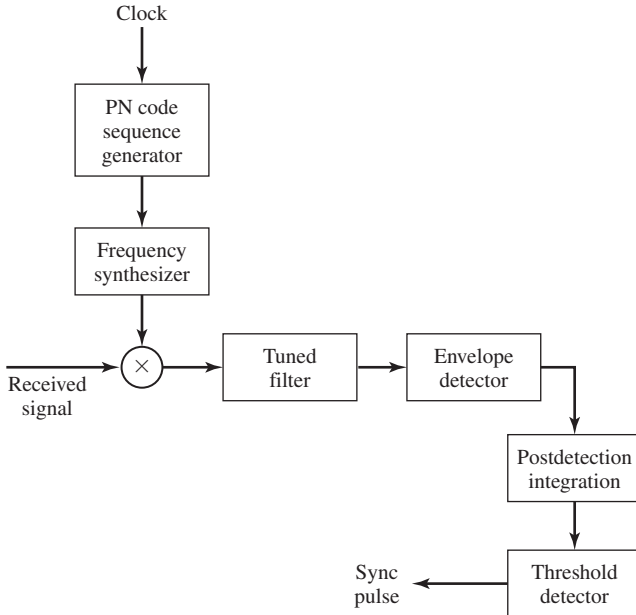 Clock
PN code
sequence
generator
Frequency
synthesizer
Received
signal
×
Tuned
filter
Envelope
detector
Postdetection
integration
Threshold
detector
Sync
pulse